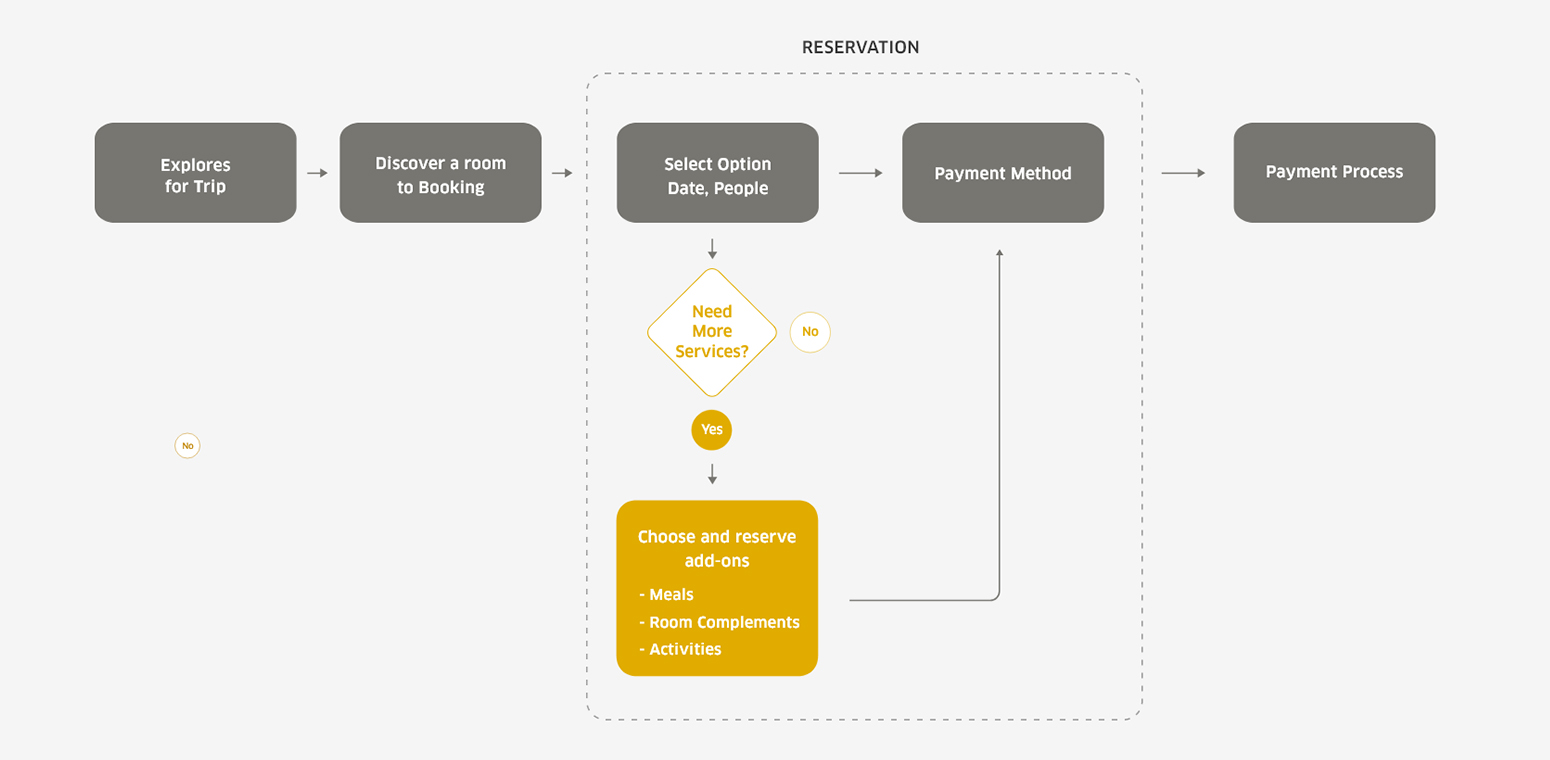 RESERVATION
Explores
for Trip
Discover a room
to Booking
Select Option
Date, People
Payment Method
Payment Process
Need
More
Services?
No
Yes
No
Choose and reserve
add-ons
- Meals
- Room Complements
- Activities